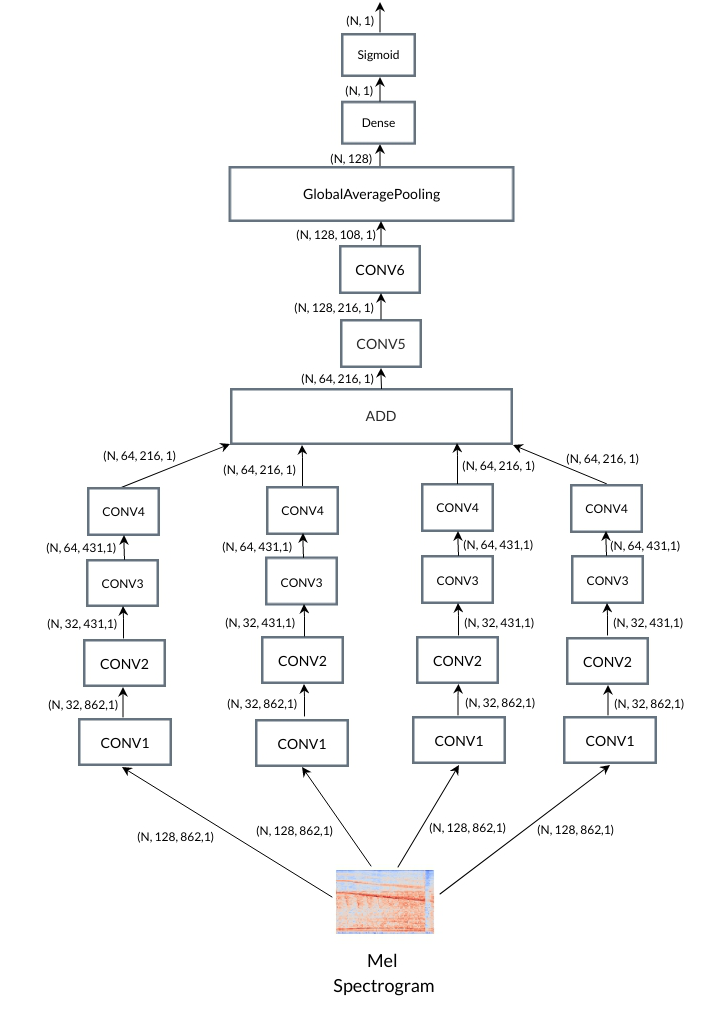 (N, 1)
Sigmoid
(N, 1)
Dense
(N, 128)
GlobalAveragePooling
(N, 128, 108, 1)
CONV6
(N, 128, 216, 1)
CONV5
(N, 64, 216, 1)
ADD
(N, 64, 216, 1) (N, 64, 216, 1) (N, 64, 216, 1) (N, 64, 216, 1)
CONV4 CONV4 CONV4 CONV4
(N, 64, 431,1) (N, 64, 431,1) (N, 64, 431,1) (N, 64, 431,1)
CONV3 CONV3 CONV3 CONV3
(N, 32, 431,1) (N, 32, 431,1) (N, 32, 431,1) (N, 32, 431,1)
CONV2 CONV2 CONV2 CONV2
(N, 32, 862,1) (N, 32, 862,1) (N, 32, 862,1) (N, 32, 862,1)
CONV1 CONV1 CONV1 CONV1
(N, 128, 862,1) (N, 128, 862,1) (N, 128, 862,1) (N, 128, 862,1)
Mel
Spectrogram